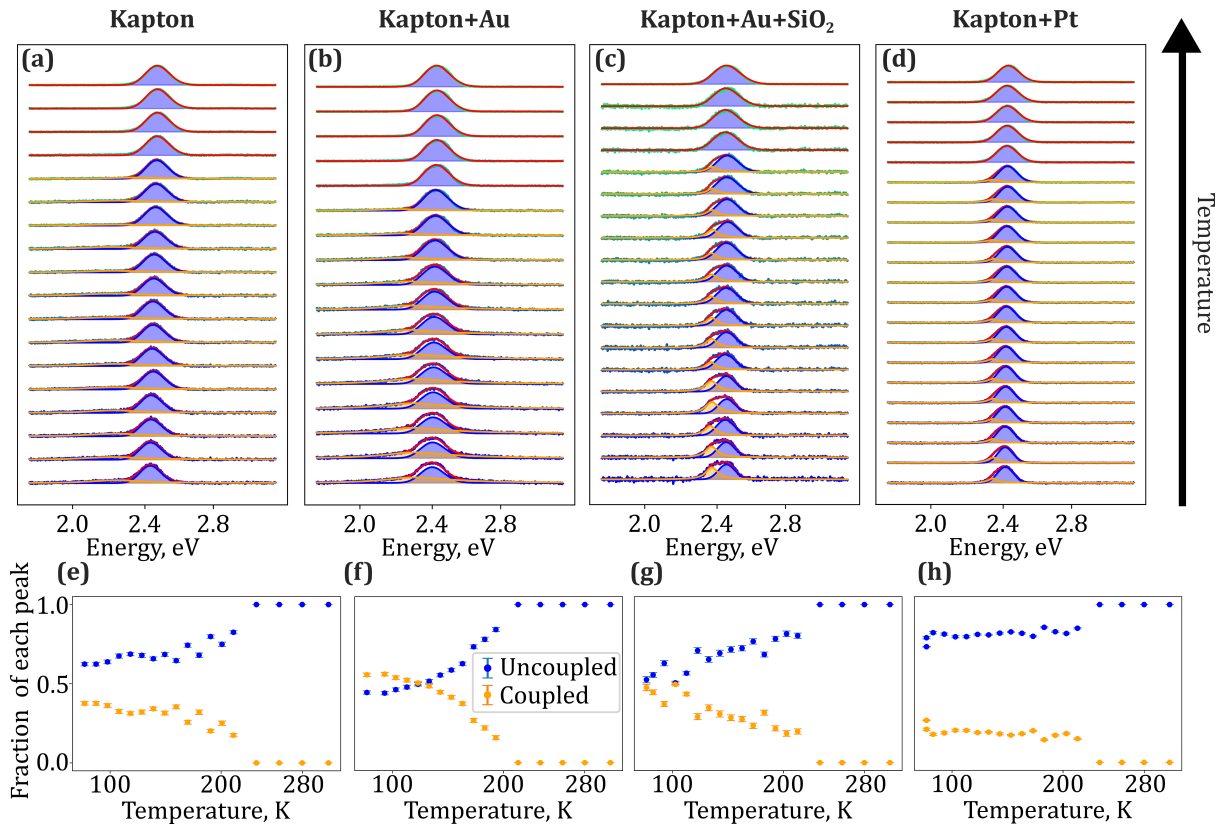 Kapton
Kapton+Au
Kapton+Au+SiO₂
Kapton+Pt
(a)
(b)
(c)
(d)
Temperature
2.0 2.4 2.8
2.0 2.4 2.8
2.0 2.4 2.8
2.0 2.4 2.8
Energy, eV
Energy, eV
Energy, eV
Energy, eV
(e)
(f)
(g)
(h)
Fraction of each peak
1.0
0.5
0.0
Uncoupled
Coupled
100 200 280
100 200 280
100 200 280
100 200 280
Temperature, K
Temperature, K
Temperature, K
Temperature, K